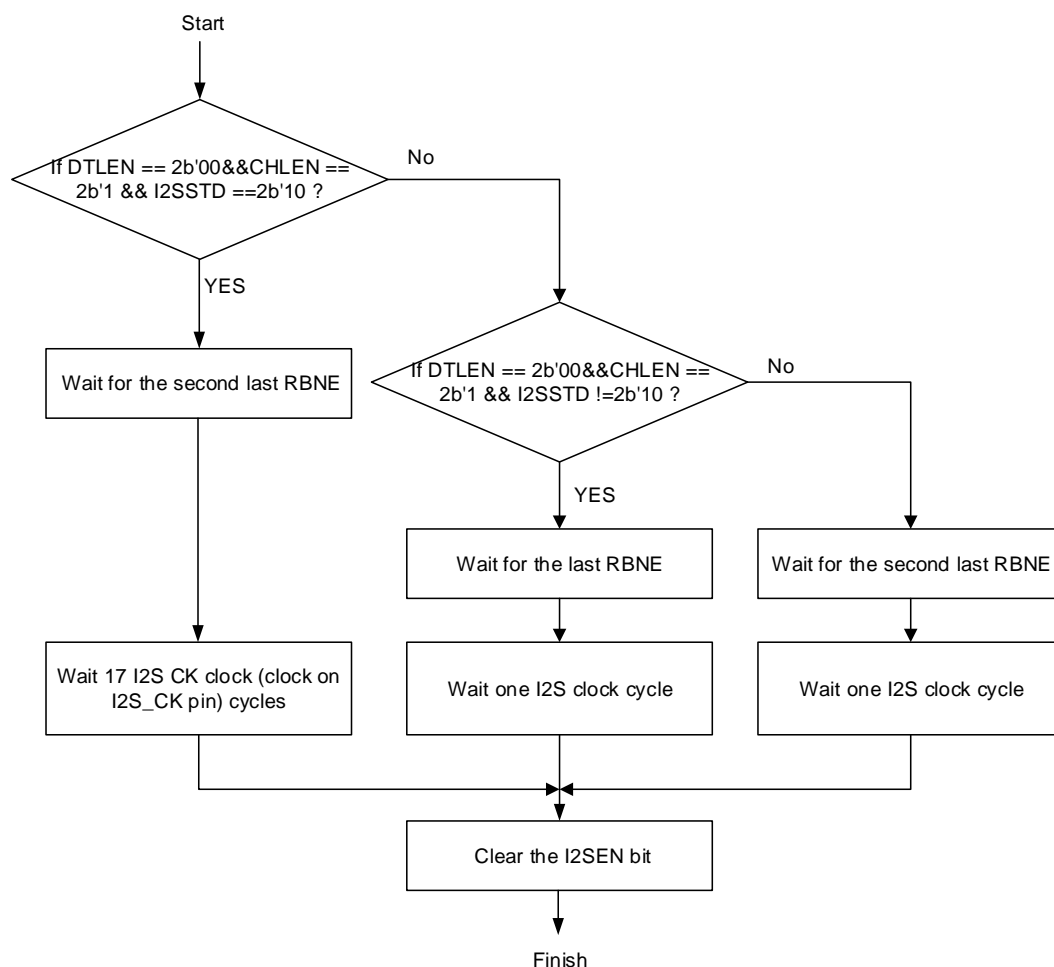 Start
If DTLEN == 2b'00&&CHLEN ==
2b'1 && I2SSTD ==2b'10 ?
No
YES
Wait for the second last RBNE
If DTLEN == 2b'00&&CHLEN ==
2b'1 && I2SSTD !=2b'10 ?
No
YES
Wait for the last RBNE
Wait for the second last RBNE
Wait 17 I2S CK clock (clock on
I2S_CK pin) cycles
Wait one I2S clock cycle
Wait one I2S clock cycle
Clear the I2SEN bit
Finish